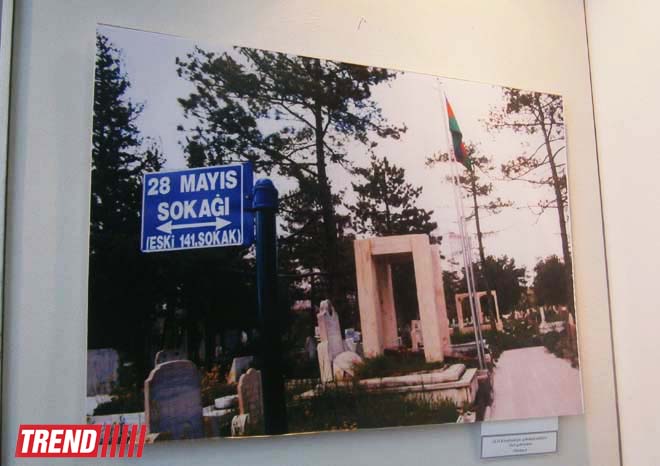 28 MAYIS
SOKAĞI
(ESKİ 141.SOKAK)
TREND